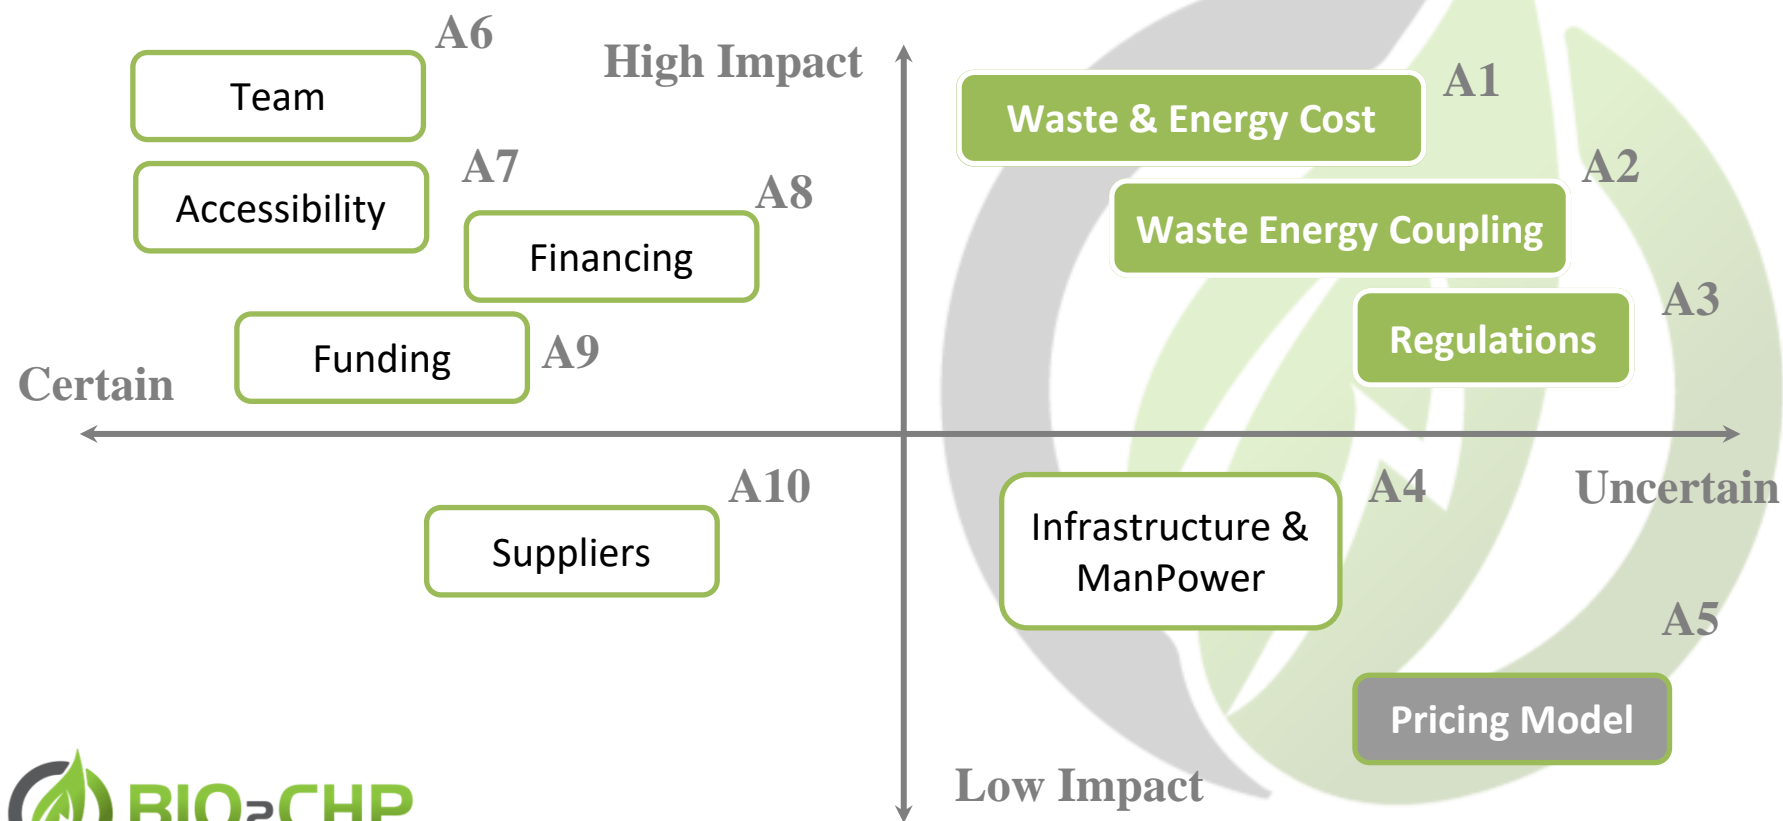 A6
High Impact
Team
A1
Waste & Energy Cost
A7
A8
A2
Accessibility
Waste Energy Coupling
Financing
A3
Funding
A9
Regulations
Certain
A10
A4
Uncertain
Suppliers
Infrastructure &
ManPower
A5
Pricing Model
Low Impact
BIO2CHP